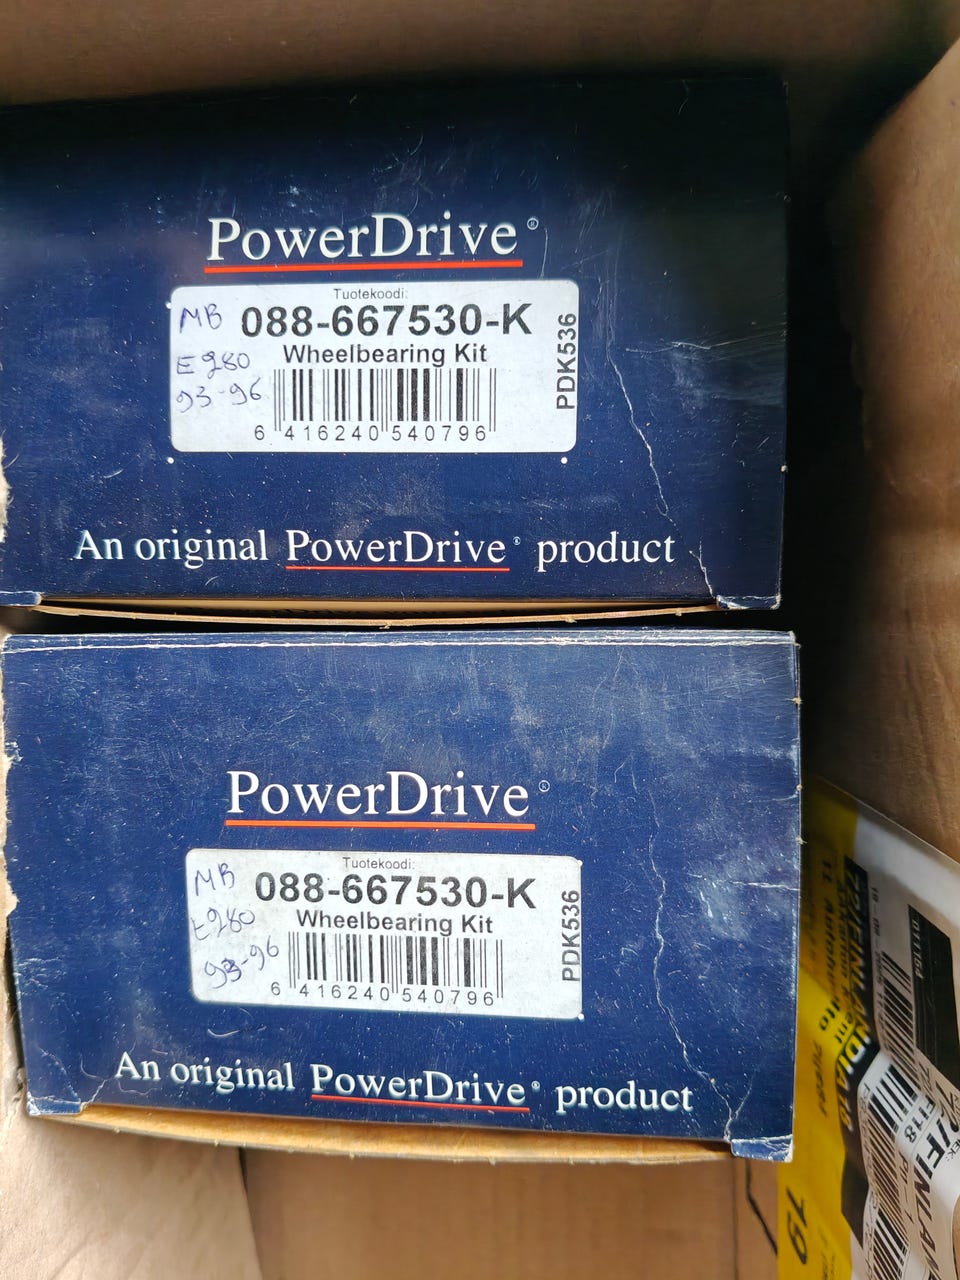 PowerDrive®
Tuotekoodi:
MB 088-667530-K
E280 Wheelbearing Kit
93-96
PDK536
6 416240 540796
An original PowerDrive® product
PowerDrive®
Tuotekoodi:
MB 088-667530-K
E280 Wheelbearing Kit
93-96
PDK536
6 416240 540796
An original PowerDrive® product
19